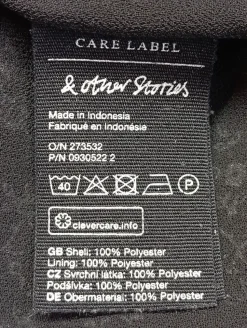 CARE LABEL
& other Stories
Made in Indonesia
Fabriqué en Indonésie
O/N 273532
P/N 0930522 2
40 P
clevercare.info
GB Shell: 100% Polyester
Lining: 100% Polyester
CZ Svrchní látka: 100% Polyester
Podšívka: 100% Polyester
DE Obermaterial: 100% Polyester